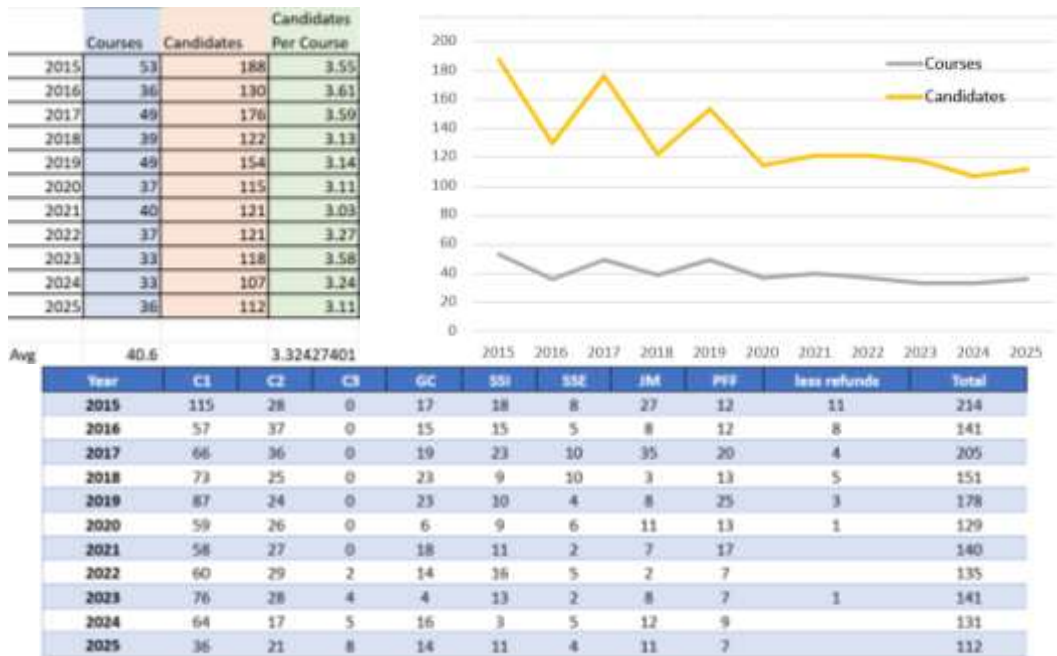 Courses Candidates Candidates Per Course
2015 53 188 3.55
2016 36 130 3.61
2017 49 176 3.59
2018 39 122 3.13
2019 49 154 3.14
2020 37 115 3.11
2021 40 121 3.03
2022 37 121 3.27
2023 33 118 3.58
2024 33 107 3.24
2025 36 112 3.11
Avg 40.6 3.32427401
200
180
160
140
120
100
80
60
40
20
0
Courses
Candidates
2015 2016 2017 2018 2019 2020 2021 2022 2023 2024 2025
Year C1 C2 C3 GC SSI SSE JM PFF less refunds Total
2015 115 28 0 17 18 8 27 12 11 214
2016 57 37 0 15 15 5 8 12 8 141
2017 66 36 0 19 23 10 35 20 4 205
2018 73 25 0 23 9 10 3 13 5 151
2019 87 24 0 23 10 4 8 25 3 178
2020 59 26 0 6 9 6 11 13 1 129
2021 58 27 0 18 11 2 7 17 140
2022 60 29 2 14 16 5 2 7 135
2023 76 28 4 4 13 2 8 7 1 141
2024 64 17 5 16 3 5 12 9 131
2025 36 21 8 14 11 4 11 7 112